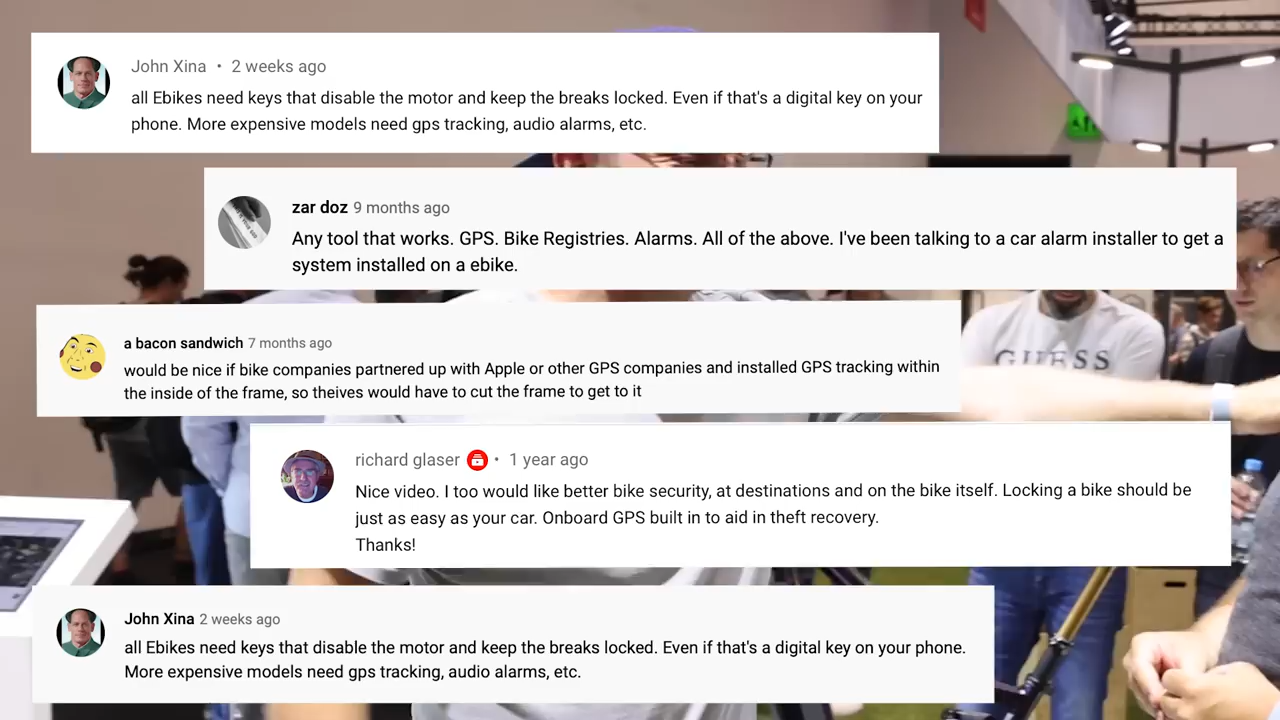 John Xina • 2 weeks ago
all Ebikes need keys that disable the motor and keep the breaks locked. Even if that's a digital key on your
phone. More expensive models need gps tracking, audio alarms, etc.
zar doz 9 months ago
Any tool that works. GPS. Bike Registries. Alarms. All of the above. I've been talking to a car alarm installer to get a
system installed on a ebike.
a bacon sandwich 7 months ago
would be nice if bike companies partnered up with Apple or other GPS companies and installed GPS tracking within
the inside of the frame, so theives would have to cut the frame to get to it
GUESS
richard glaser • 1 year ago
Nice video. I too would like better bike security, at destinations and on the bike itself. Locking a bike should be
just as easy as your car. Onboard GPS built in to aid in theft recovery.
Thanks!
John Xina 2 weeks ago
all Ebikes need keys that disable the motor and keep the breaks locked. Even if that's a digital key on your phone.
More expensive models need gps tracking, audio alarms, etc.